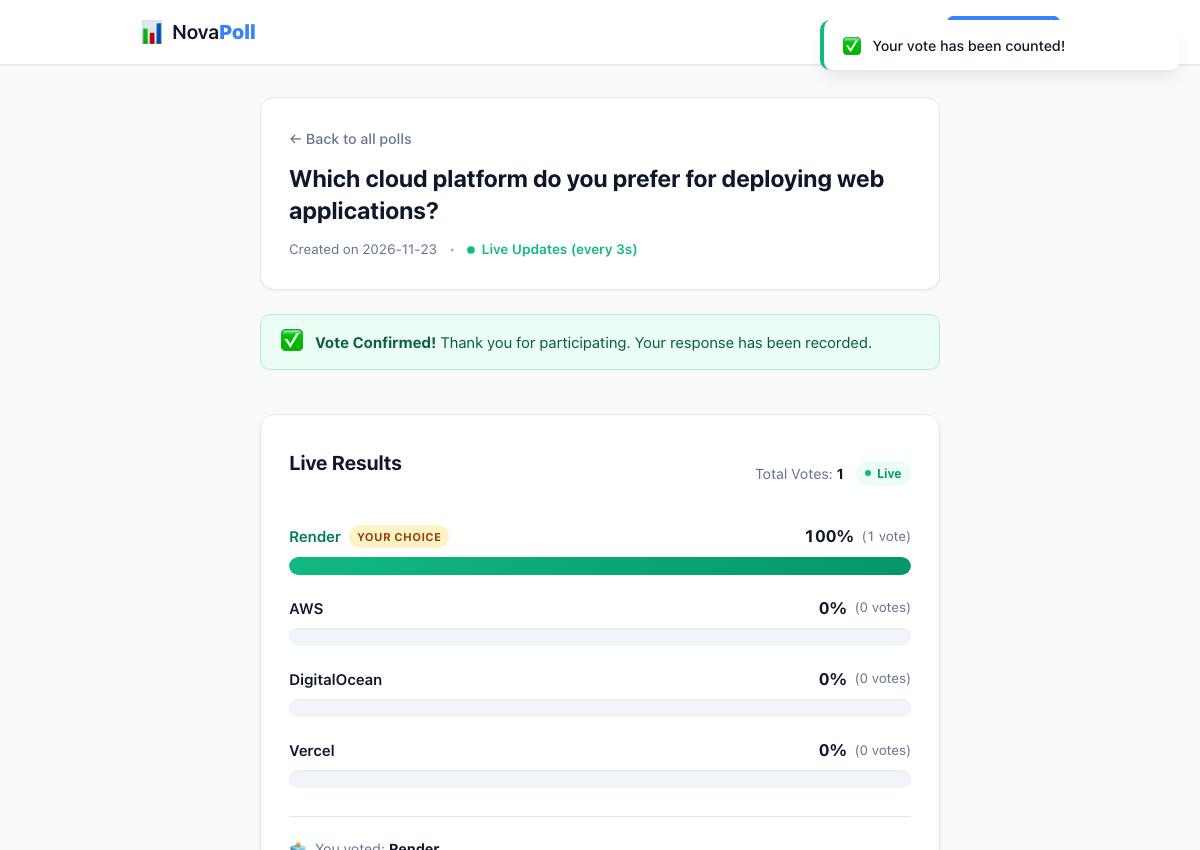 NovaPoll
Your vote has been counted!
← Back to all polls
Which cloud platform do you prefer for deploying web
applications?
Created on 2026-11-23 · Live Updates (every 3s)
Vote Confirmed! Thank you for participating. Your response has been recorded.
Live Results
Total Votes: 1 Live
Render YOUR CHOICE 100% (1 vote)
AWS 0% (0 votes)
DigitalOcean 0% (0 votes)
Vercel 0% (0 votes)
You voted: Render